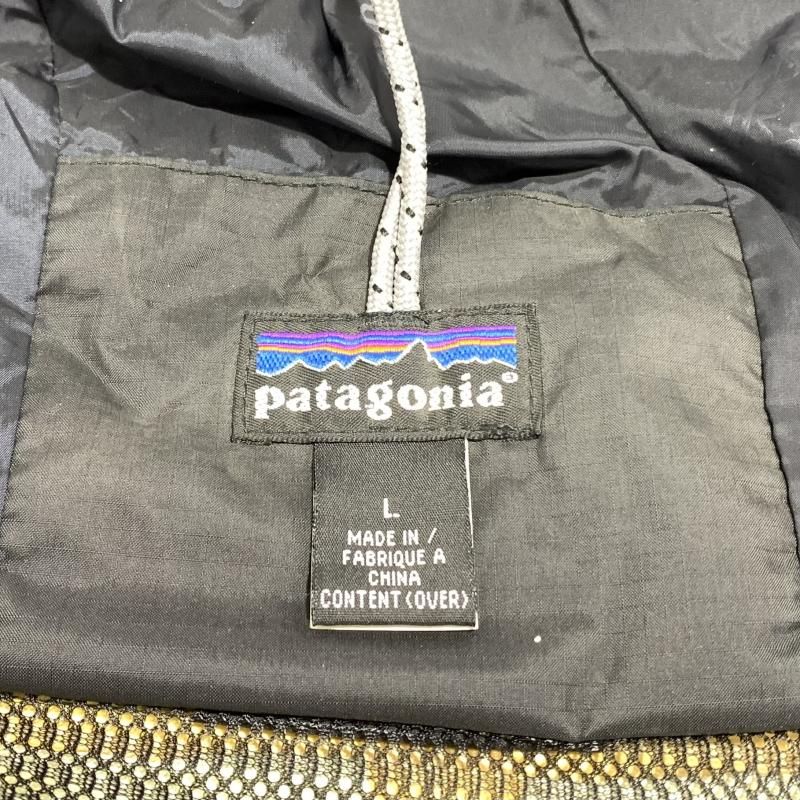 patagonia®
L
MADE IN /
FABRIQUE A
CHINA
CONTENT (OVER)